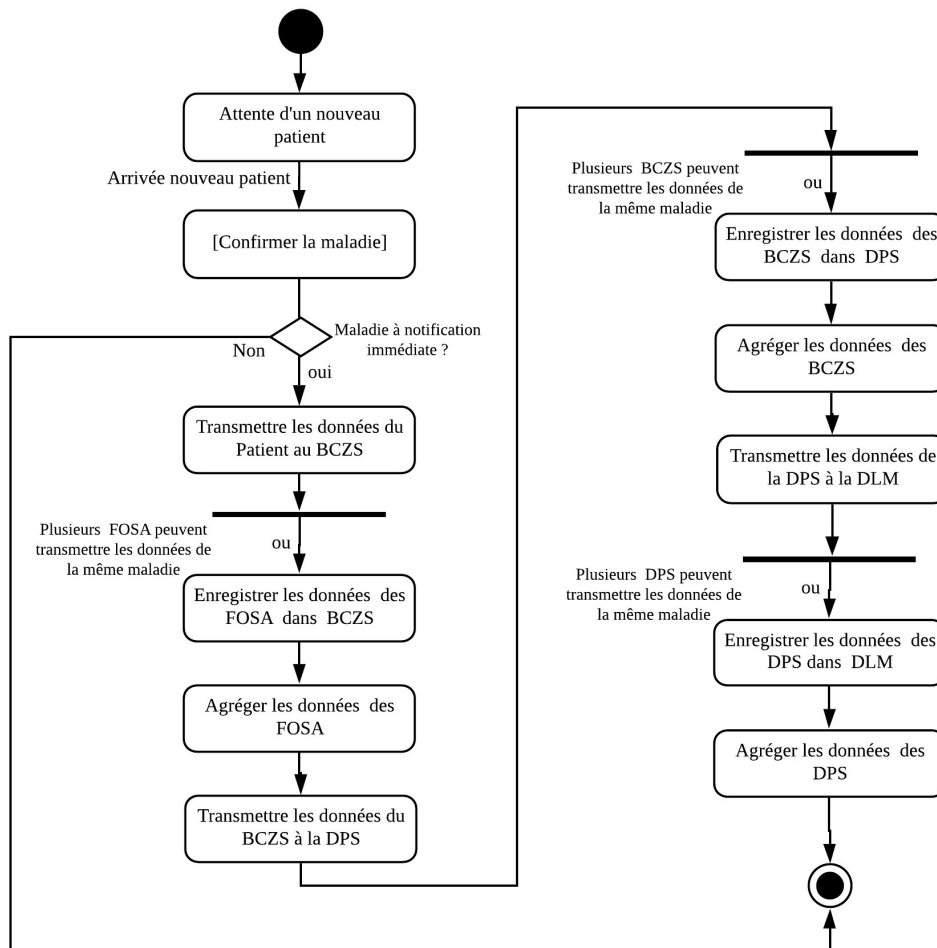 Attente d'un nouveau
patient
Arrivée nouveau patient
[Confirmer la maladie]
Maladie à notification
immédiate ?
Non
oui
Transmettre les données du
Patient au BCZS
Plusieurs FOSA peuvent
transmettre les données de
la même maladie
ou
Enregistrer les données des
FOSA dans BCZS
Agréger les données des
FOSA
Transmettre les données du
BCZS à la DPS
Plusieurs BCZS peuvent
transmettre les données de
la même maladie
ou
Enregistrer les données des
BCZS dans DPS
Agréger les données des
BCZS
Transmettre les données de
la DPS à la DLM
Plusieurs DPS peuvent
transmettre les données de
la même maladie
ou
Enregistrer les données des
DPS dans DLM
Agréger les données des
DPS